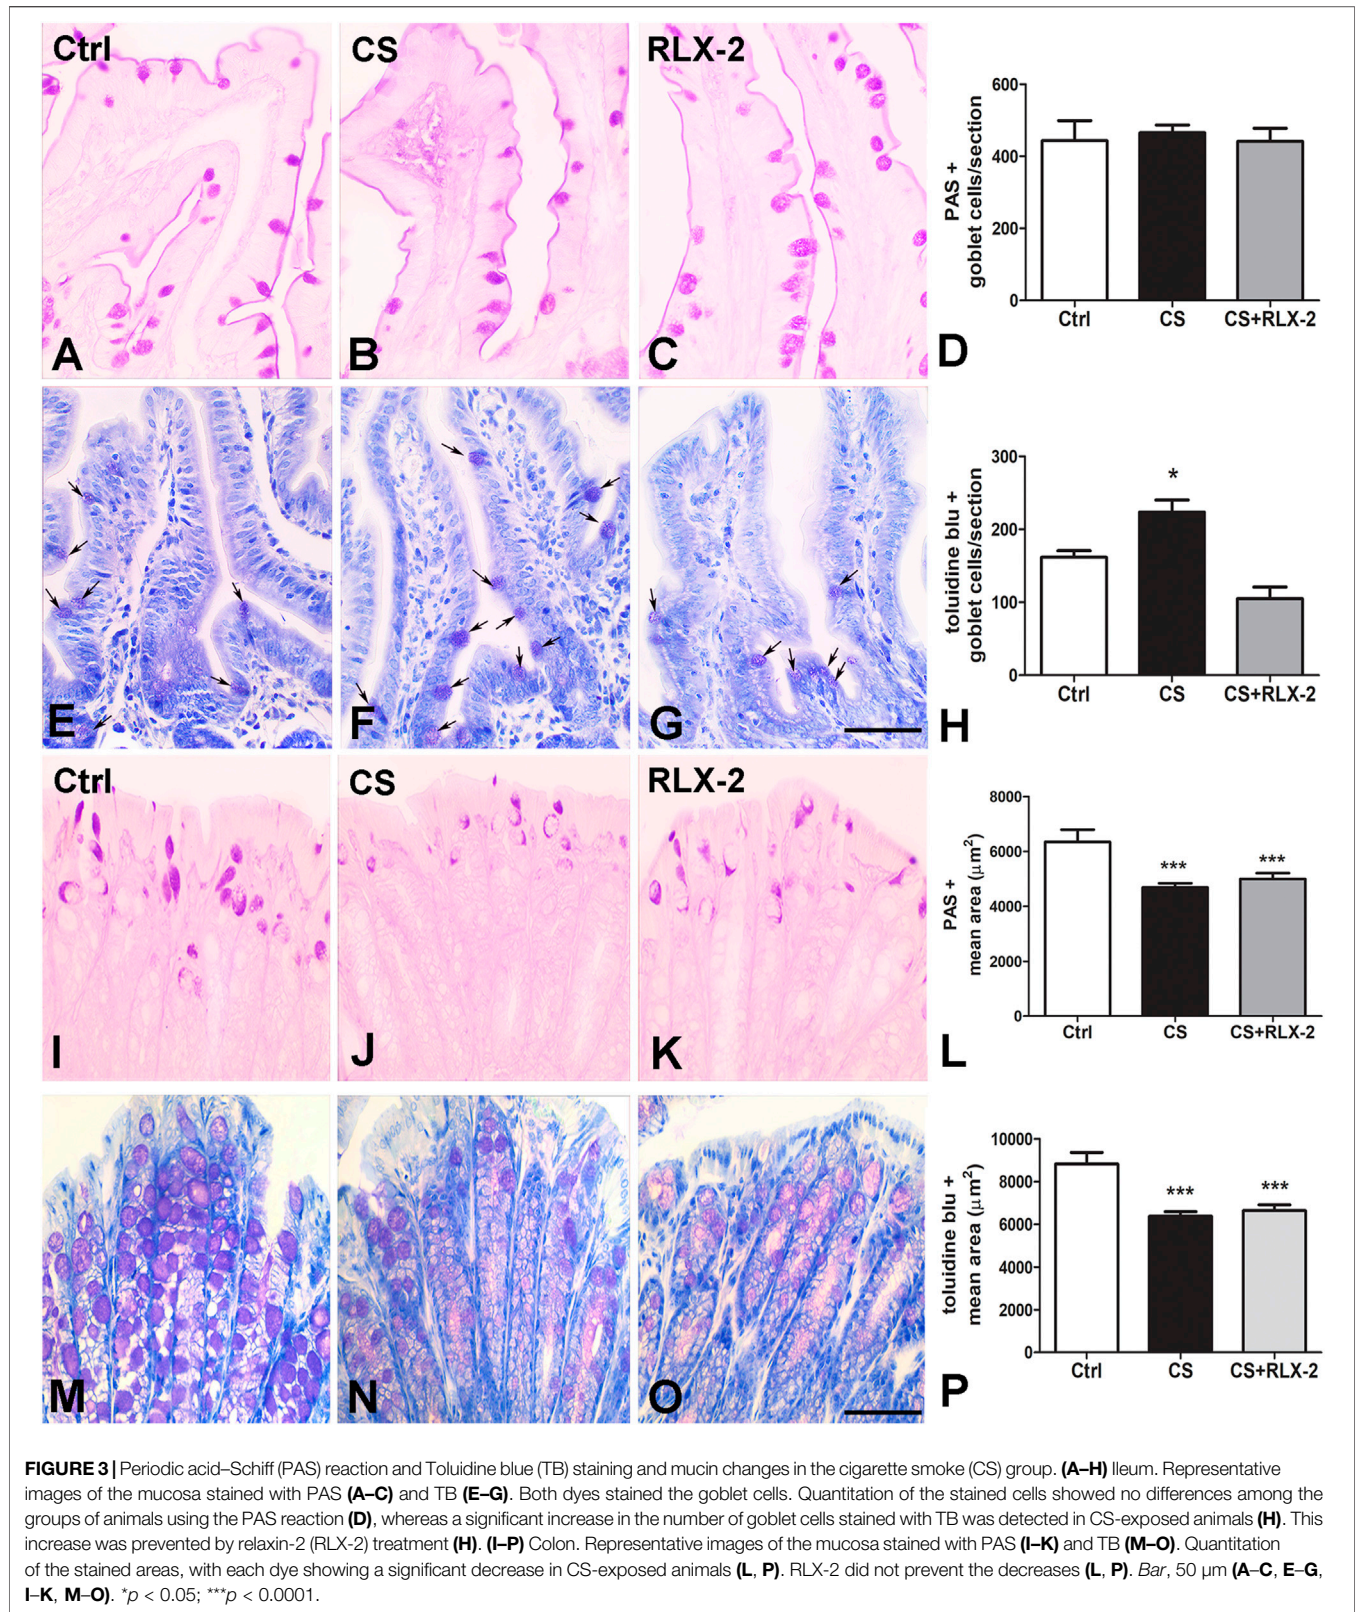 Ctrl
CS
RLX-2
A
B
C
PAS +
goblet cells/section
600
400
200
0
Ctrl
CS
CS+RLX-2
D
E
F
G
toluidine blu +
goblet cells/section
300
200
100
0
*
Ctrl
CS
CS+RLX-2
H
Ctrl
CS
RLX-2
I
J
K
PAS +
mean area (μm²)
8000
6000
4000
2000
0
***
***
Ctrl
CS
CS+RLX-2
L
M
N
O
toluidine blu +
mean area (μm²)
10000
8000
6000
4000
2000
0
***
***
Ctrl
CS
CS+RLX-2
P
FIGURE 3 | Periodic acid–Schiff (PAS) reaction and Toluidine blue (TB) staining and mucin changes in the cigarette smoke (CS) group. (A–H) Ileum. Representative
images of the mucosa stained with PAS (A–C) and TB (E–G). Both dyes stained the goblet cells. Quantitation of the stained cells showed no differences among the
groups of animals using the PAS reaction (D), whereas a significant increase in the number of goblet cells stained with TB was detected in CS-exposed animals (H). This
increase was prevented by relaxin-2 (RLX-2) treatment (H). (I–P) Colon. Representative images of the mucosa stained with PAS (I–K) and TB (M–O). Quantitation
of the stained areas, with each dye showing a significant decrease in CS-exposed animals (L, P). RLX-2 did not prevent the decreases (L, P). Bar, 50 μm (A–C, E–G,
I–K, M–O). *p < 0.05; ***p < 0.0001.